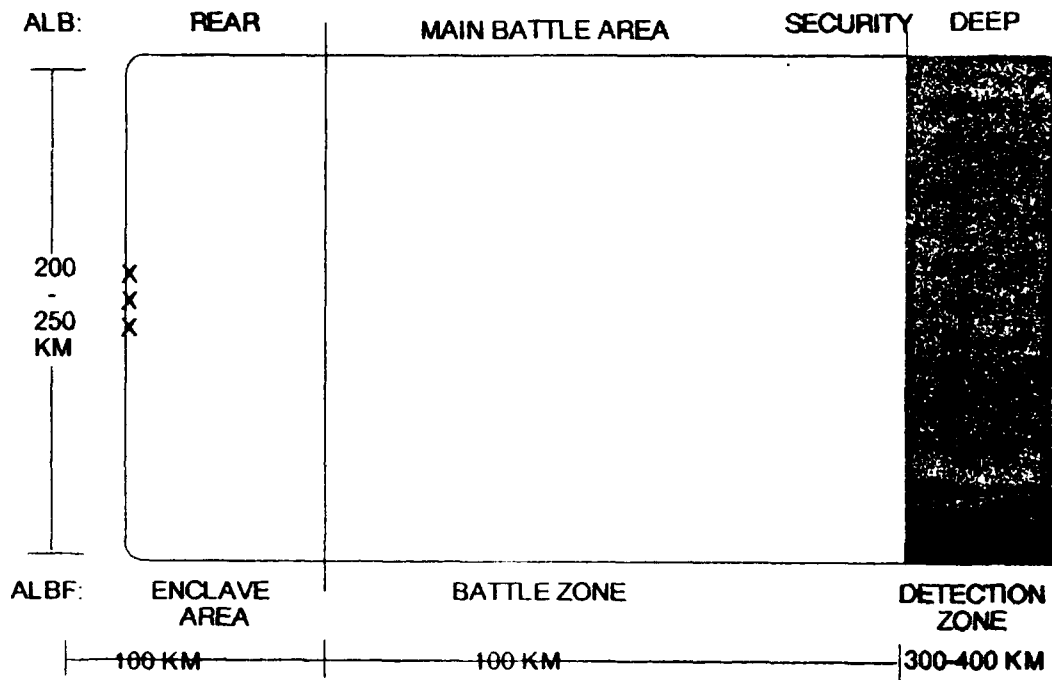 ALB: REAR MAIN BATTLE AREA SECURITY DEEP
200
-
250
KM
X
X
X
ALBF: ENCLAVE AREA BATTLE ZONE DETECTION ZONE
100 KM 100 KM 300-400 KM